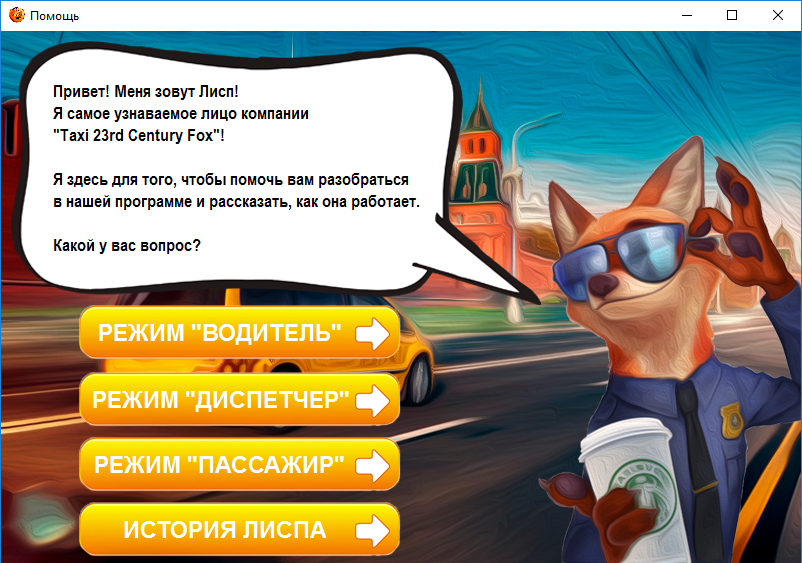 Помощь
Привет! Меня зовут Лисп!
Я самое узнаваемое лицо компании
"Taxi 23rd Century Fox"!
Я здесь для того, чтобы помочь вам разобраться
в нашей программе и рассказать, как она работает.
Какой у вас вопрос?
РЕЖИМ "ВОДИТЕЛЬ"
РЕЖИМ "ДИСПЕТЧЕР"
РЕЖИМ "ПАССАЖИР"
ИСТОРИЯ ЛИСПА